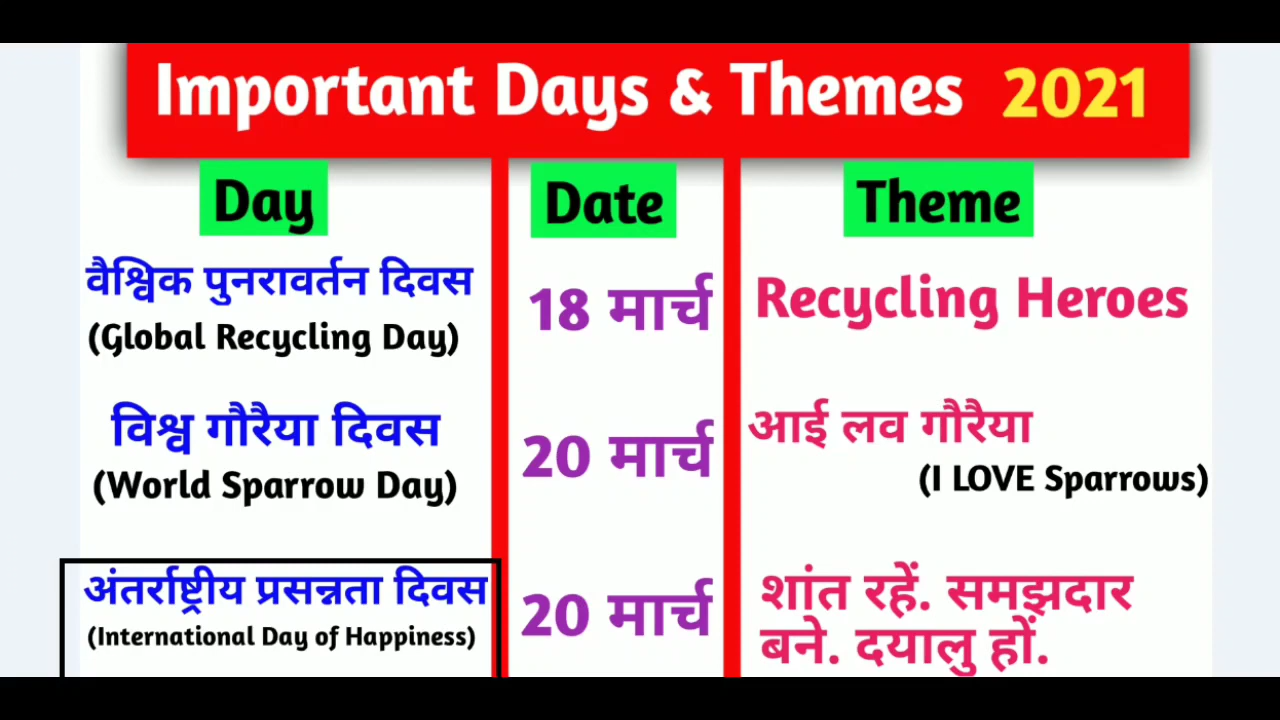 Important Days & Themes 2021
Day Date Theme
वैश्विक पुनरावर्तन दिवस
(Global Recycling Day)
18 मार्च
Recycling Heroes
विश्व गौरैया दिवस
(World Sparrow Day)
20 मार्च
आई लव गौरैया
(I LOVE Sparrows)
अंतर्राष्ट्रीय प्रसन्नता दिवस
(International Day of Happiness)
20 मार्च
शांत रहें. समझदार
बने. दयालु हों.